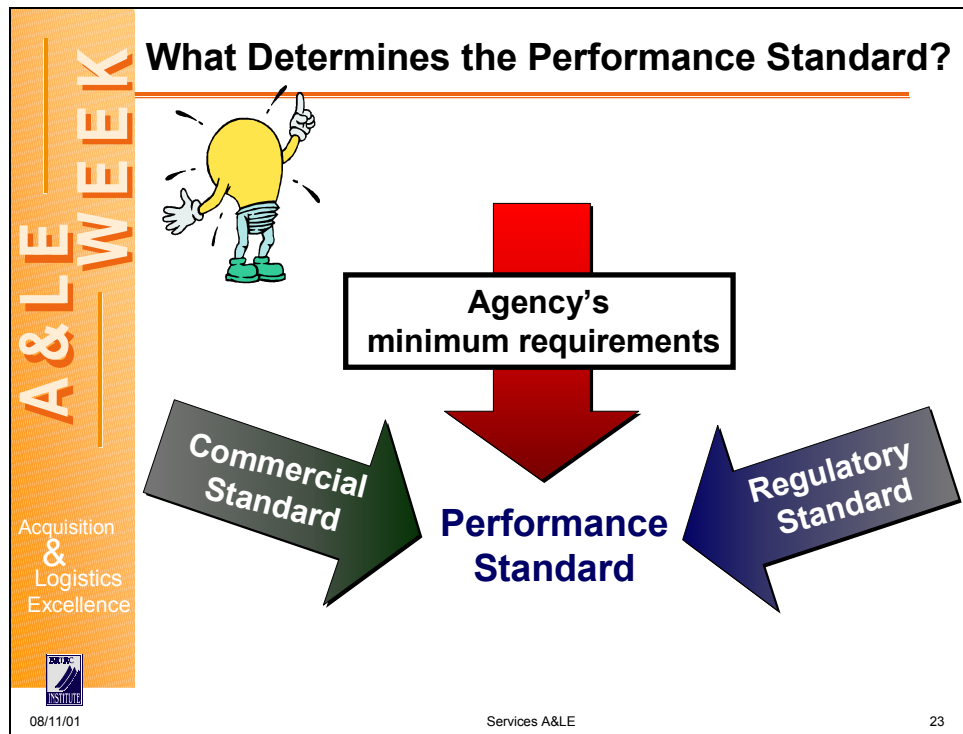 What Determines the Performance Standard?
A&LE
WEEK
Agency’s
minimum requirements
Commercial
Standard
Regulatory
Standard
Performance
Standard
Acquisition
&
Logistics
Excellence
INSTITUTE
08/11/01
Services A&LE
23